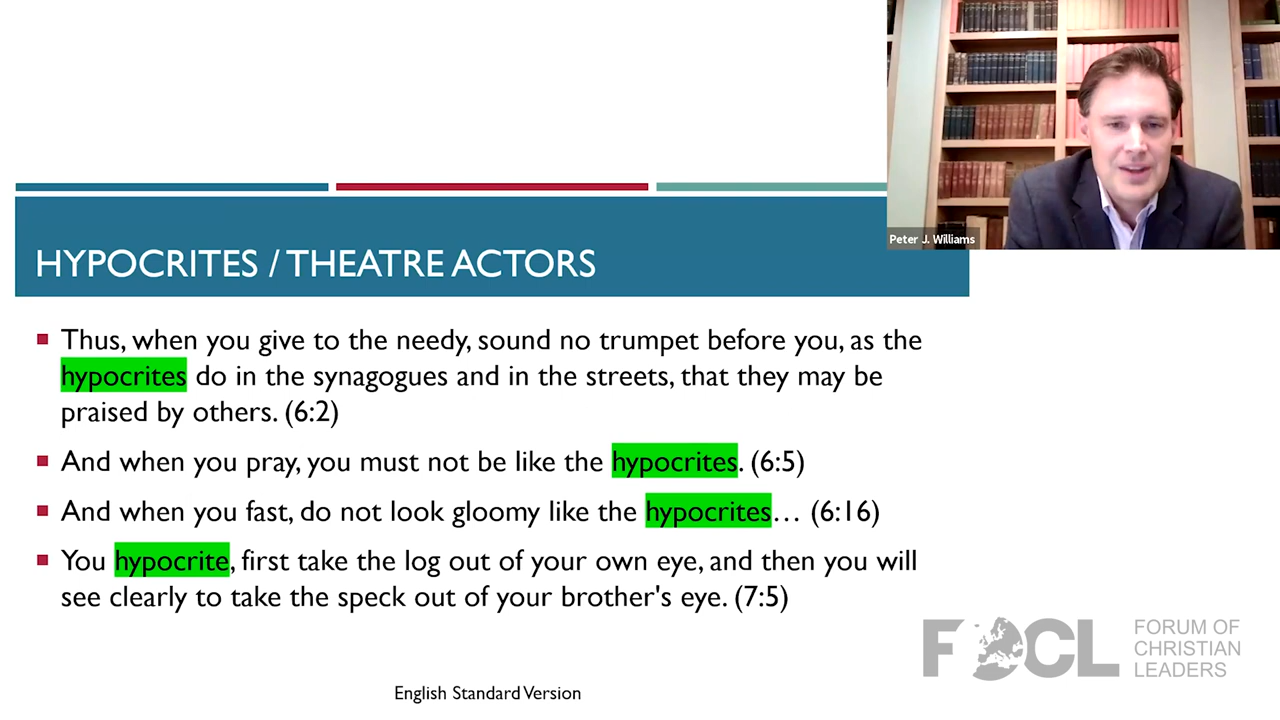 Peter J. Williams
HYPOCRITES / THEATRE ACTORS
Thus, when you give to the needy, sound no trumpet before you, as the
hypocrites do in the synagogues and in the streets, that they may be
praised by others. (6:2)
And when you pray, you must not be like the hypocrites. (6:5)
And when you fast, do not look gloomy like the hypocrites… (6:16)
You hypocrite, first take the log out of your own eye, and then you will
see clearly to take the speck out of your brother's eye. (7:5)
FOCL
FORUM OF
CHRISTIAN
LEADERS
English Standard Version